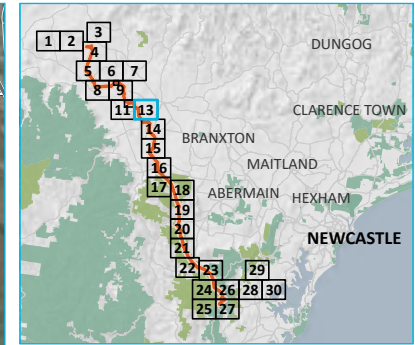 3
1 2
4
DUNGOG
5 6 7
8 9
11 13
CLARENCE TOWN
14
BRANXTON
15
MAITLAND
16
17 18
ABERMAIN HEXHAM
19
20
NEWCASTLE
21
22 23 29
24 26 28 30
25 27